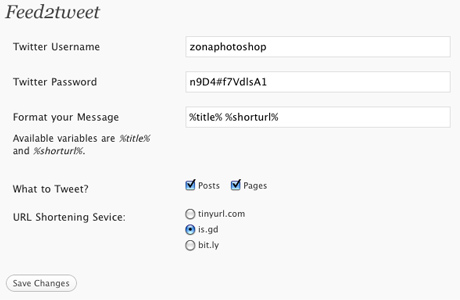 Feed2tweet
Twitter Username
zonaphotoshop
Twitter Password
n9D4#f7VdlsA1
Format your Message
%title% %shorturl%
Available variables are %title%
and %shorturl%.
What to Tweet?
Posts Pages
URL Shortening Sevice:
tinyurl.com
is.gd
bit.ly
Save Changes